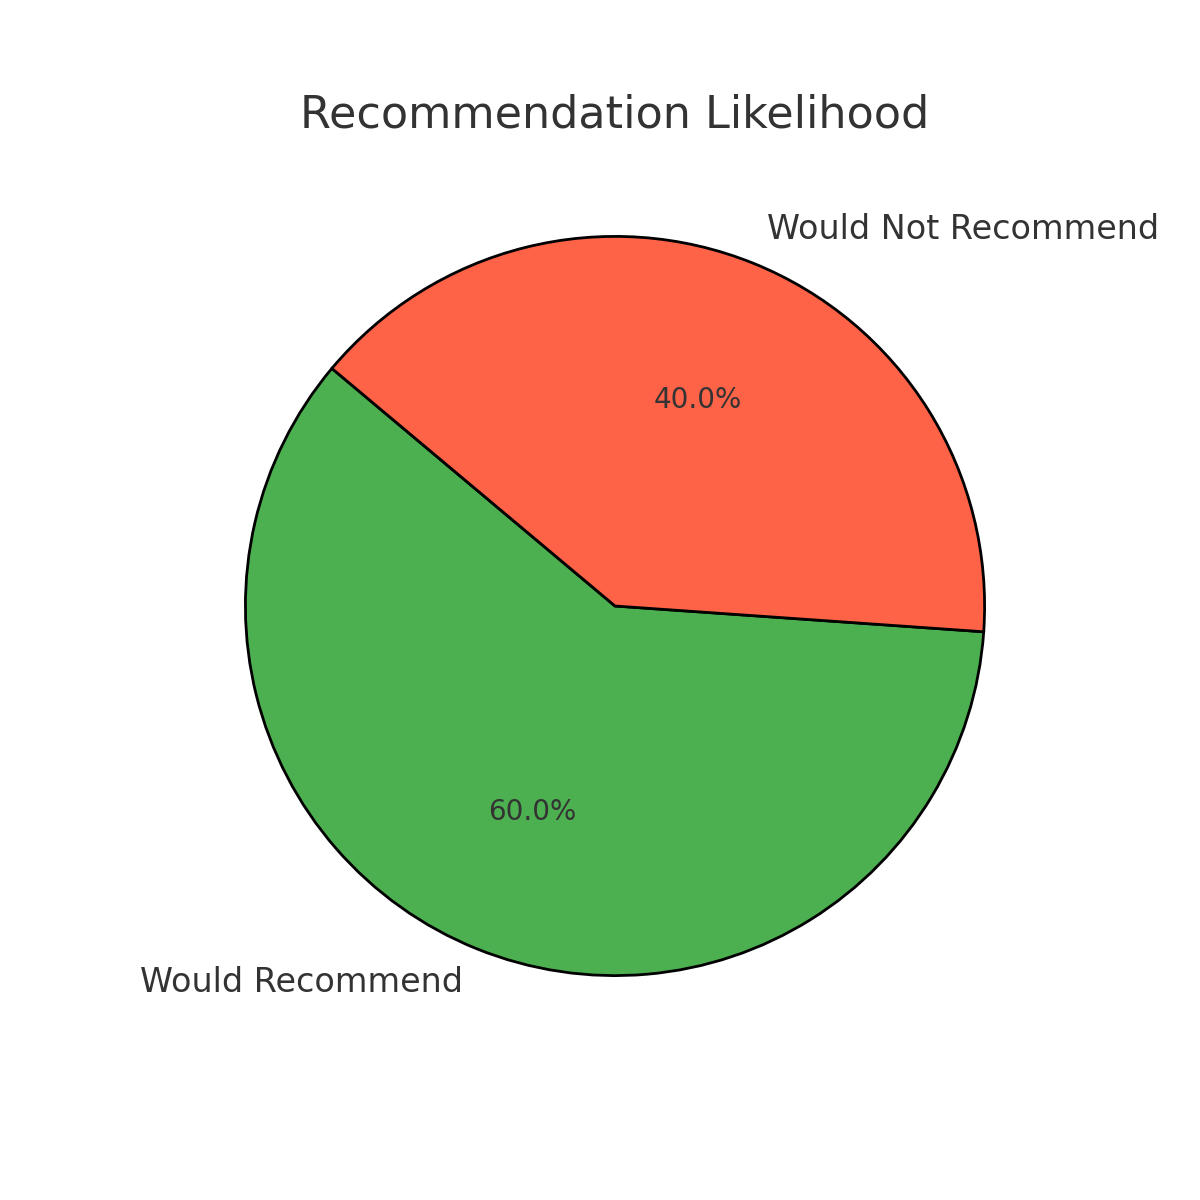 Recommendation Likelihood
Would Not Recommend
40.0%
60.0%
Would Recommend